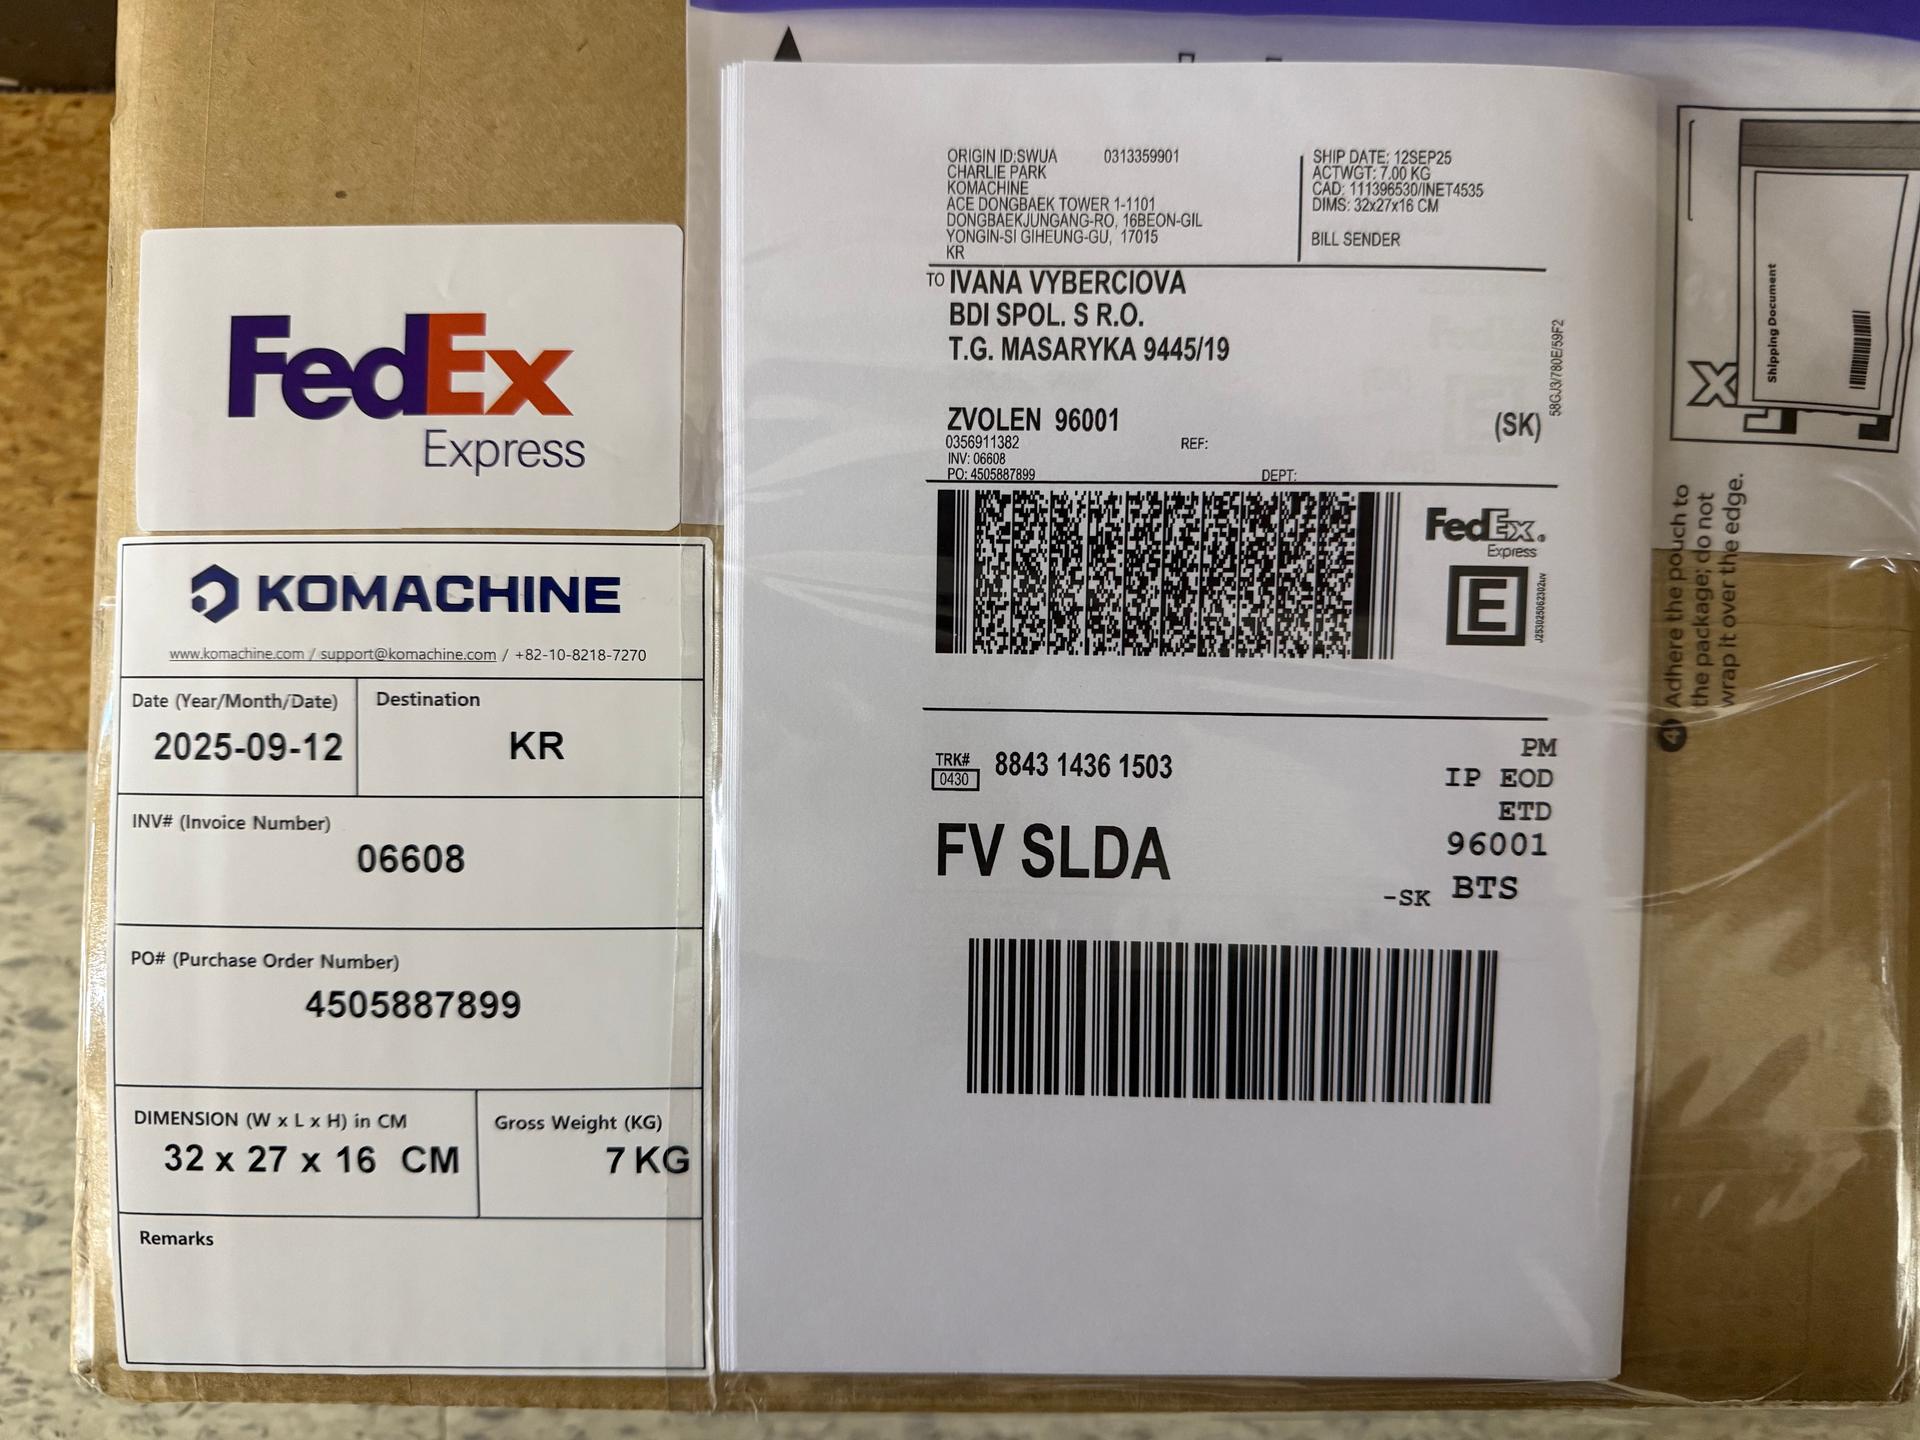 FedEx
Express
KOMACHINE
www.komachine.com / support@komachine.com / +82-10-8218-7270
Date (Year/Month/Date)
2025-09-12
Destination
KR
INV# (Invoice Number)
06608
PO# (Purchase Order Number)
4505887899
DIMENSION (W x L x H) in CM
32 x 27 x 16 CM
Gross Weight (KG)
7 KG
Remarks
ORIGIN ID:SWUA 0313359901
CHARLIE PARK
KOMACHINE
ACE DONGBAEK TOWER 1-1101
DONGBAEKJUNGANG-RO, 16BEON-GIL
YONGIN-SI GIHEUNG-GU, 17015
KR
SHIP DATE: 12SEP25
ACTWGT: 7.00 KG
CAD: 111396530/INET4535
DIMS: 32x27x16 CM
BILL SENDER
TO IVANA VYBERCIOVA
BDI SPOL. S R.O.
T.G. MASARYKA 9445/19
ZVOLEN 96001
(SK)
0356911382
REF:
INV: 06608
PO: 4505887899
DEPT:
58GJ3/780E/59F2
FedEx®
Express
E
J253025062302uv
TRK#
0430
8843 1436 1503
PM
IP EOD
ETD
FV SLDA
96001
-SK BTS
Shipping Document
4 Adhere the pouch to
the package; do not
wrap it over the edge.